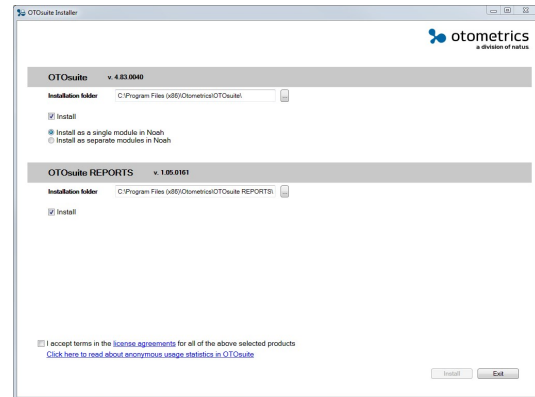 OTOsuite Installer
otometrics
a division of natus.
OTOsuite v. 4.83.0040
Installation folder C:\Program Files (x86)\Otometrics\OTOsuite\ ...
Install
Install as a single module in Noah
Install as separate modules in Noah
OTOsuite REPORTS v. 1.05.0161
Installation folder C:\Program Files (x86)\Otometrics\OTOsuite REPORTS\ ...
Install
I accept terms in the license agreements for all of the above selected products
Click here to read about anonymous usage statistics in OTOsuite
Install Exit